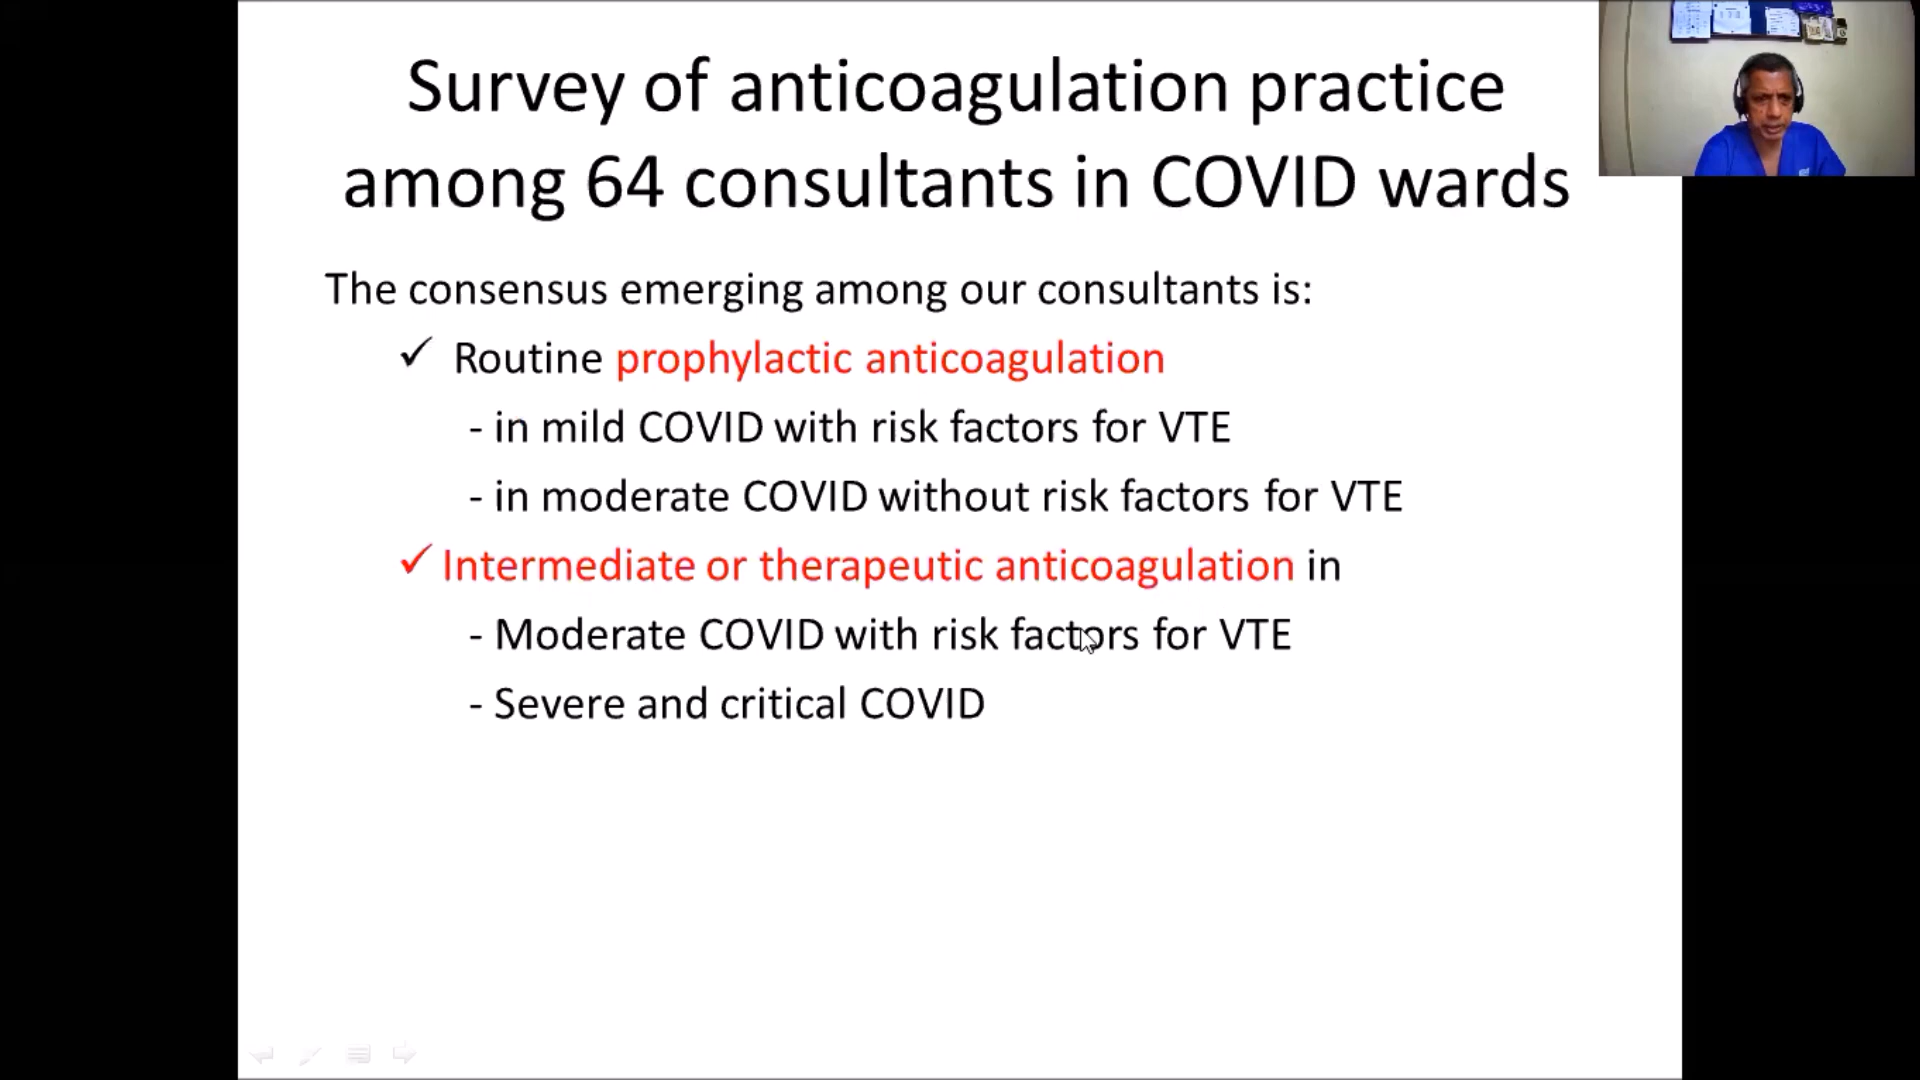 Survey of anticoagulation practice
among 64 consultants in COVID wards
The consensus emerging among our consultants is:
✓ Routine prophylactic anticoagulation
- in mild COVID with risk factors for VTE
- in moderate COVID without risk factors for VTE
✓ Intermediate or therapeutic anticoagulation in
- Moderate COVID with risk factors for VTE
- Severe and critical COVID